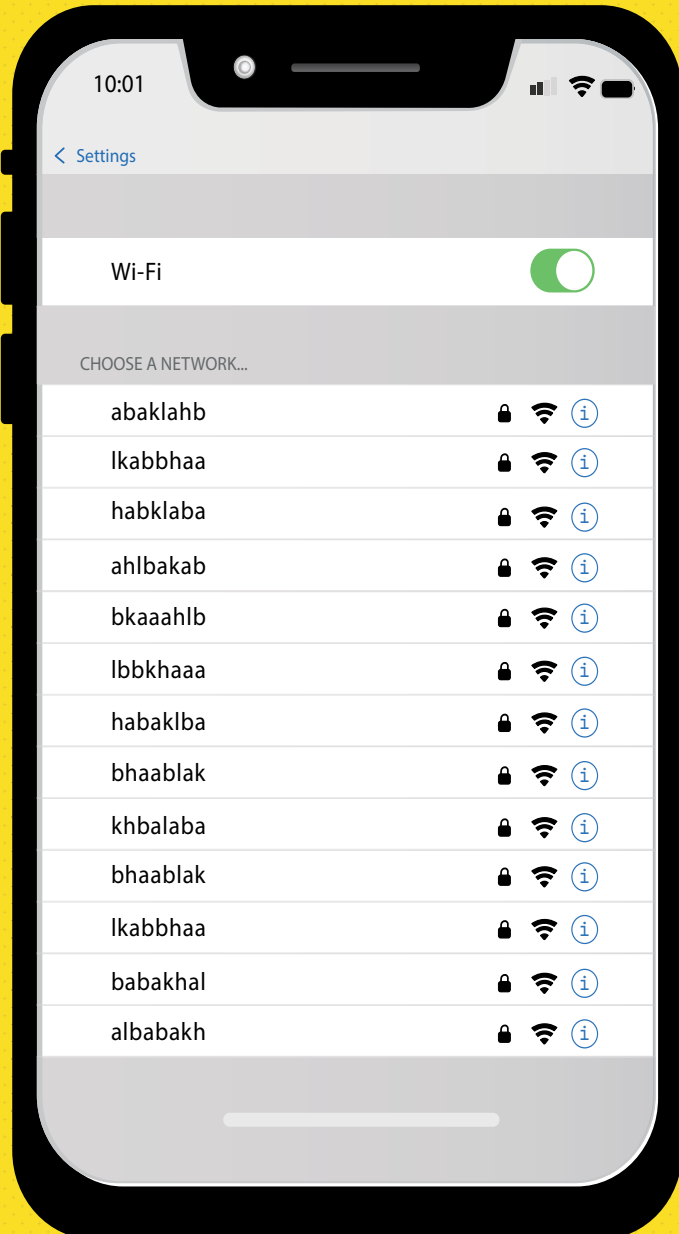 10:01
Settings
Wi-Fi
CHOOSE A NETWORK...
abaklahb
lkabbhaa
habklaba
ahlbakab
bkaaahlb
lbbkhaaa
habaklba
bhaablak
khbalaba
bhaablak
lkabbhaa
babakhal
albabakh